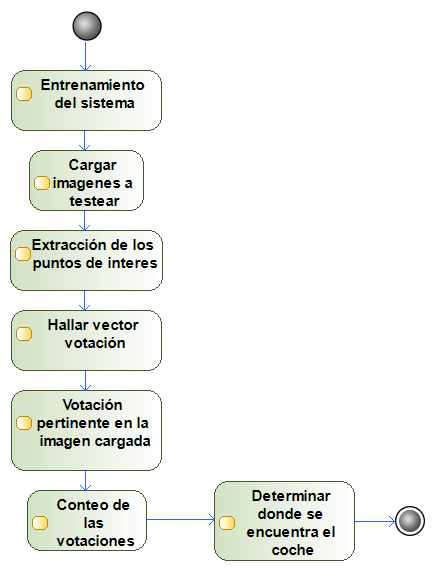 Entrenamiento
del sistema
Cargar
imagenes a
testear
Extracción de los
puntos de interes
Hallar vector
votación
Votación
pertinente en la
imagen cargada
Conteo de
las
votaciones
Determinar
donde se
encuentra el
coche